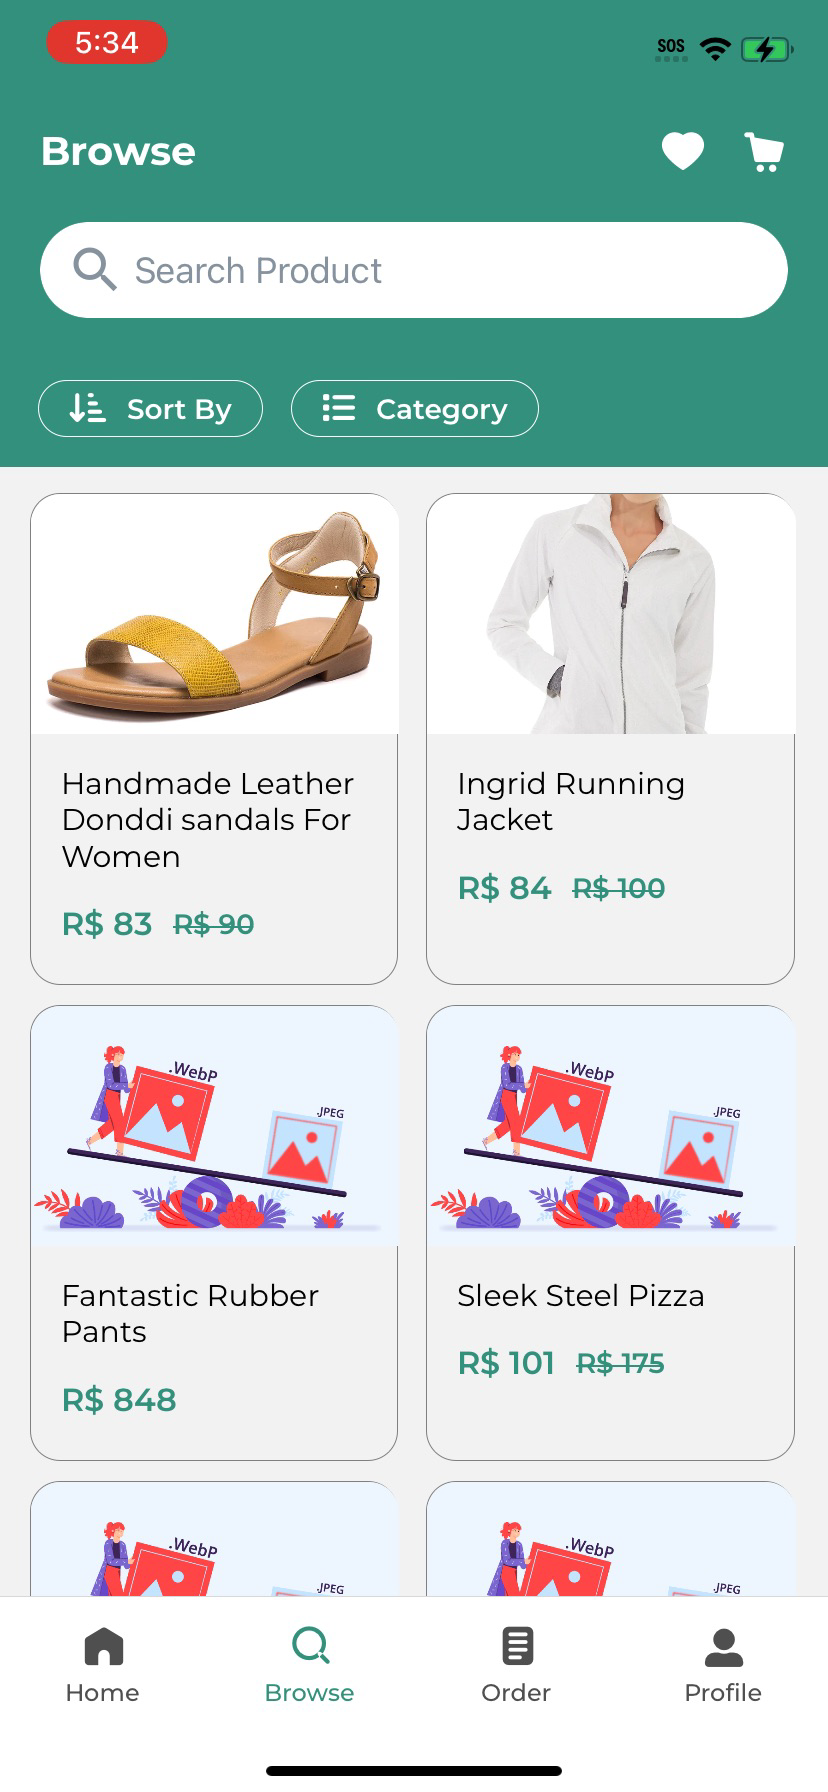 5:34
SOS
Browse
Search Product
Sort By
Category
Handmade Leather
Donddi sandals For
Women
R$ 83 R$ 90
Ingrid Running
Jacket
R$ 84 R$ 100
.WebP
.JPEG
Fantastic Rubber
Pants
R$ 848
.WebP
.JPEG
Sleek Steel Pizza
R$ 101 R$ 175
.WebP
.JPEG
.WebP
.JPEG
Home
Browse
Order
Profile